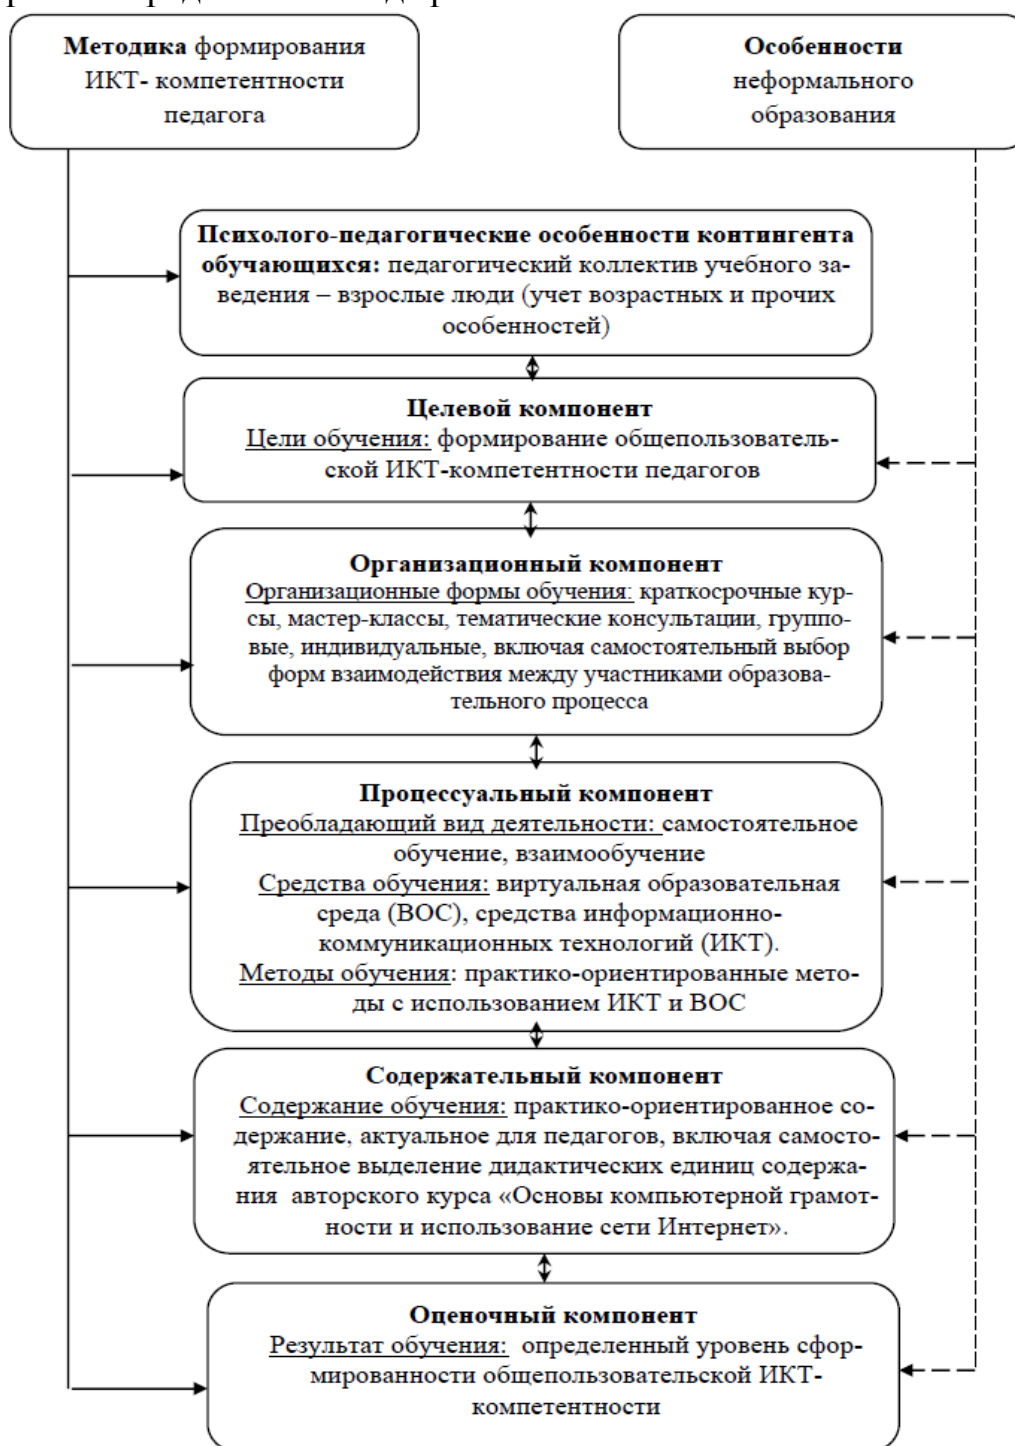 Методика формирования
ИКТ- компетентности
педагога
Особенности
неформального
образования
Психолого-педагогические особенности контингента
обучающихся: педагогический коллектив учебного за-
ведения – взрослые люди (учет возрастных и прочих
особенностей)
Целевой компонент
Цели обучения: формирование общепользователь-
ской ИКТ-компетентности педагогов
Организационный компонент
Организационные формы обучения: краткосрочные кур-
сы, мастер-классы, тематические консультации, группо-
вые, индивидуальные, включая самостоятельный выбор
форм взаимодействия между участниками образова-
тельного процесса
Процессуальный компонент
Преобладающий вид деятельности: самостоятельное
обучение, взаимообучение
Средства обучения: виртуальная образовательная
среда (ВОС), средства информационно-
коммуникационных технологий (ИКТ).
Методы обучения: практико-ориентированные мето-
ды с использованием ИКТ и ВОС
Содержательный компонент
Содержание обучения: практико-ориентированное со-
держание, актуальное для педагогов, включая самосто-
ятельное выделение дидактических единиц содержа-
ния авторского курса «Основы компьютерной грамот-
ности и использование сети Интернет».
Оценочный компонент
Результат обучения: определенный уровень сфор-
мированности общепользовательской ИКТ-
компетентности